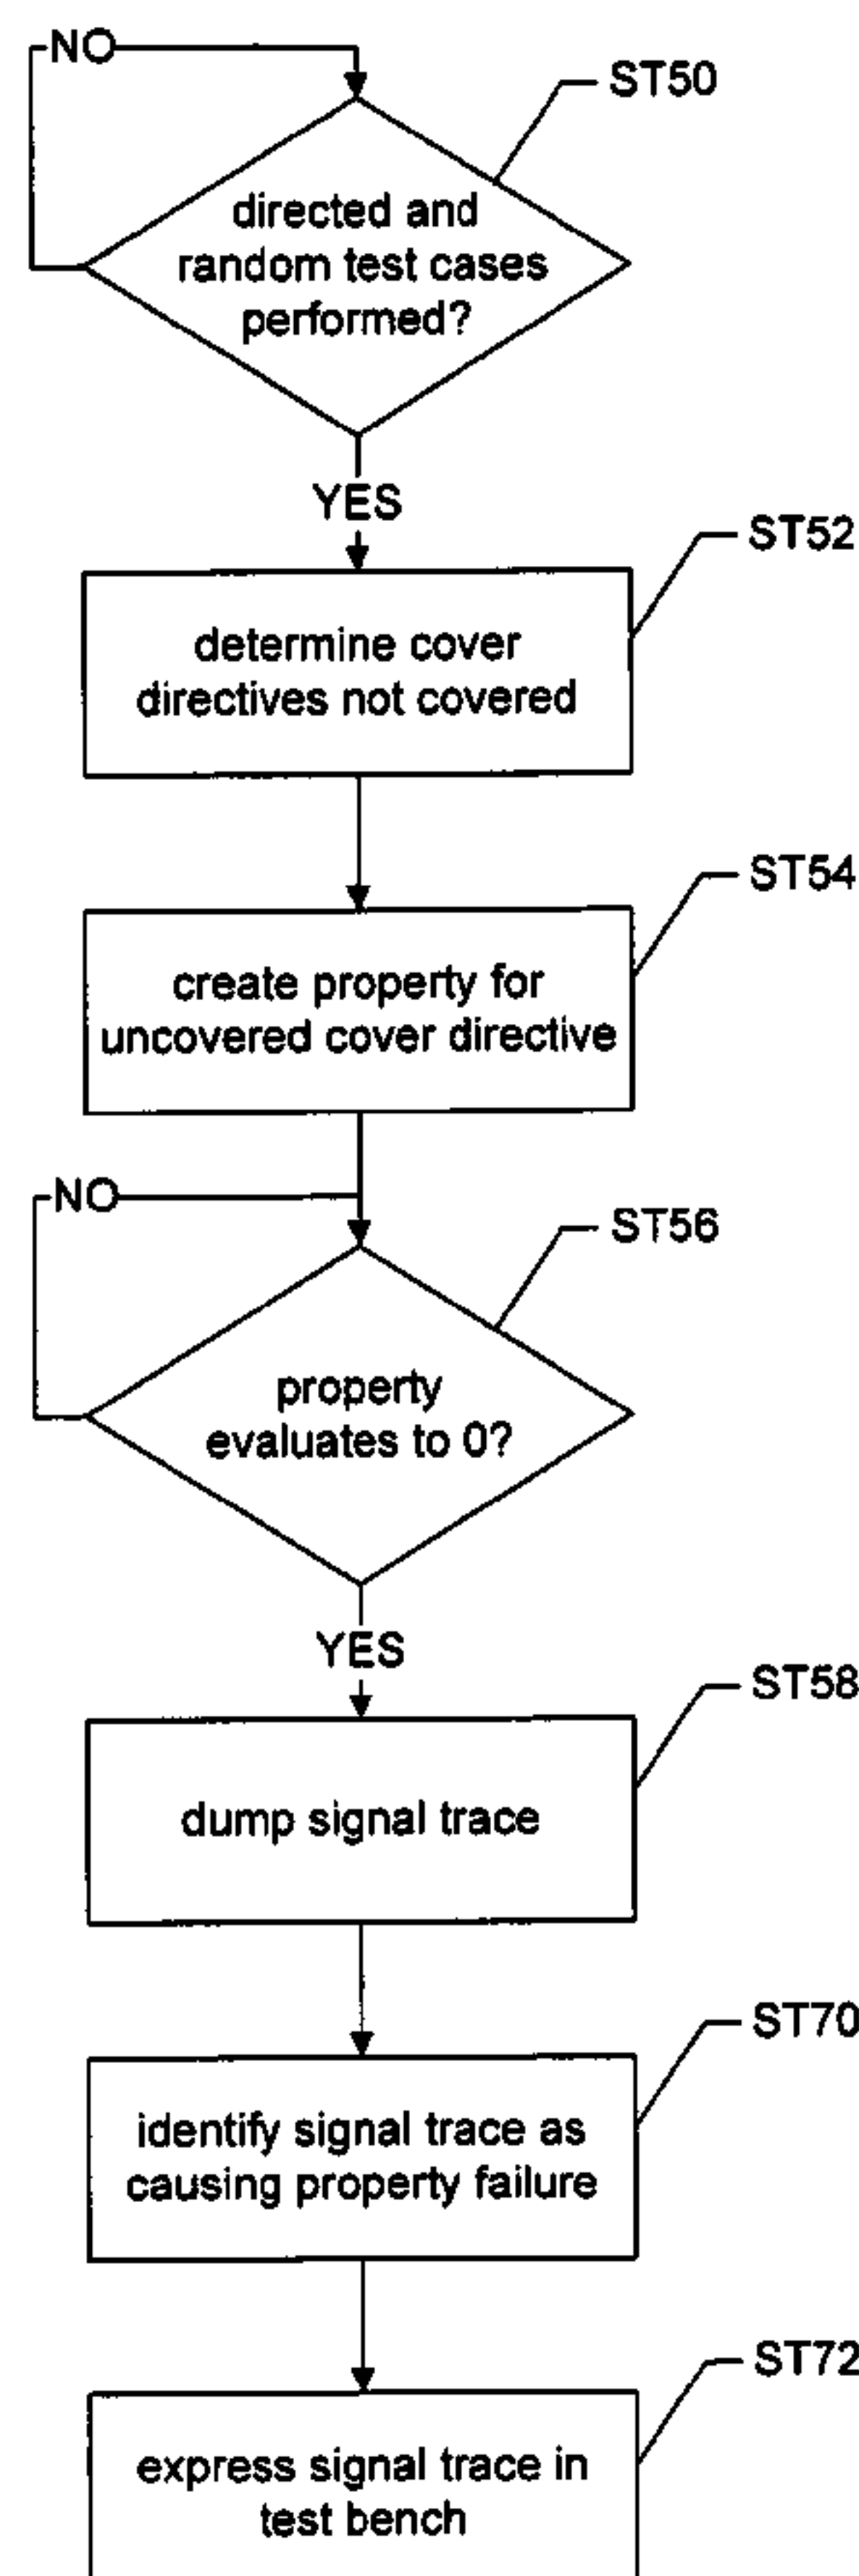 NO
ST50
directed and
random test cases
performed?
YES
ST52
determine cover
directives not covered
ST54
create property for
uncovered cover directive
NO
ST56
property
evaluates to 0?
YES
ST58
dump signal trace
ST70
identify signal trace as
causing property failure
ST72
express signal trace in
test bench